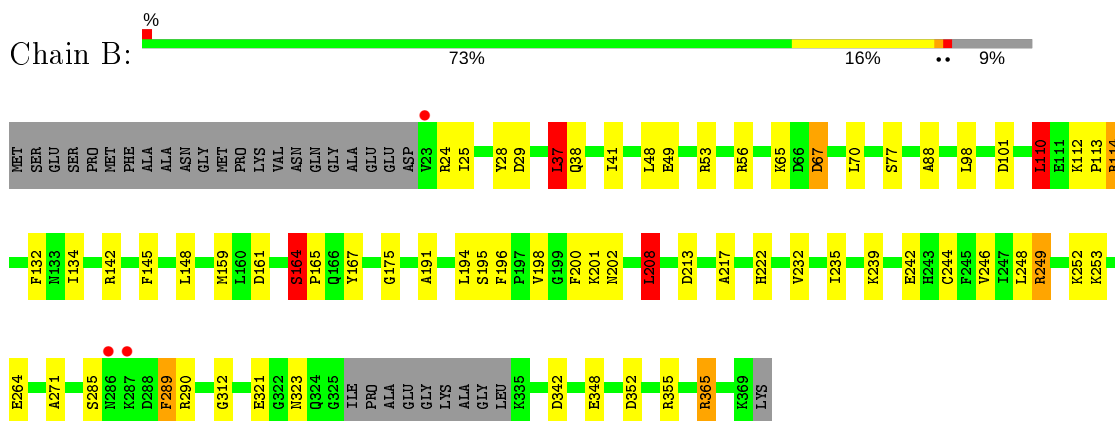 %
Chain B:
73% 16% •• 9%
MET SER GLU SER PRO MET PHE ALA ALA ASN GLY MET PRO LYS VAL ASN GLN GLY ALA GLU GLU ASP V23 R24 I25 Y28 D29 L37 Q38 I41 L48 E49 R53 R56 K65 D66 D67 L70 S77 A88 L98 D101 L110 E111 K112 P113 R114
F132 N133 I134 R142 F145 L148 M159 L160 D161 S164 P165 Q166 Y167 G175 A191 L194 S195 F196 P197 V198 G199 F200 K201 N202 L208 D213 A217 H222 V232 I235 K239 E242 H243 C244 F245 V246 I247 L248 R249 K252 K253
E264 A271 S285 N286 K287 D288 F289 R290 G312 E321 G322 N323 Q324 G325 ILE PRO ALA GLU GLY LYS ALA GLY LEU K335 D342 E348 D352 R355 R365 K369 LYS